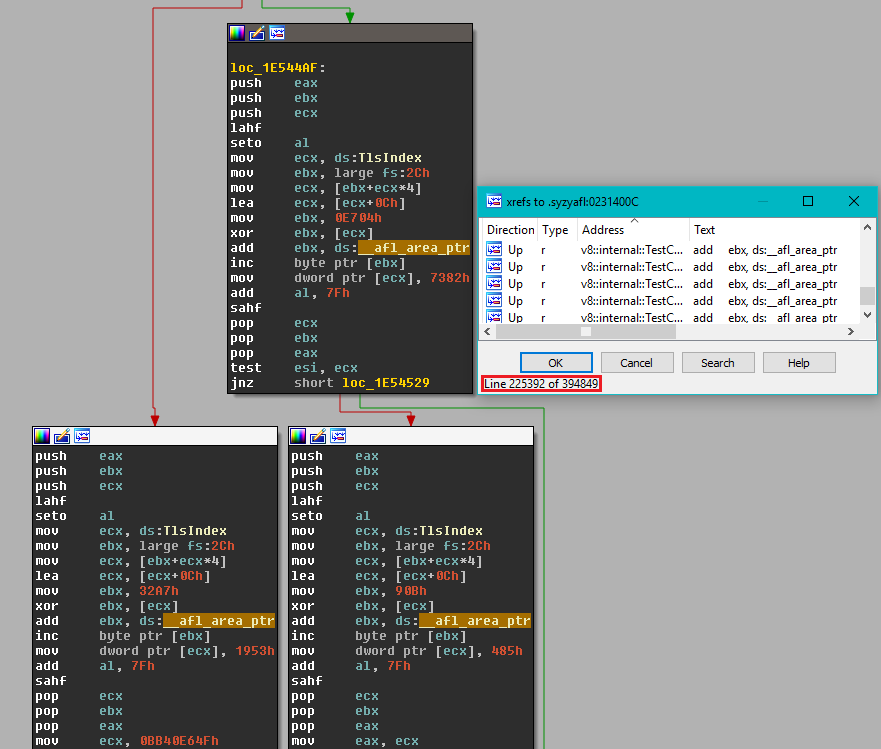 loc_1E544AF:
push eax
push ebx
push ecx
lahf
seto al
mov ecx, ds:TlsIndex
mov ebx, large fs:2Ch
mov ecx, [ebx+ecx*4]
lea ecx, [ecx+0Ch]
mov ebx, 0E704h
xor ebx, [ecx]
add ebx, ds:__afl_area_ptr
inc byte ptr [ebx]
mov dword ptr [ecx], 7382h
add al, 7Fh
sahf
pop ecx
pop ebx
pop eax
test esi, ecx
jnz short loc_1E54529
xrefs to .syzyafl:0231400C
Direction Type Address Text
Up r v8::internal::TestC... add ebx, ds:__afl_area_ptr
Up r v8::internal::TestC... add ebx, ds:__afl_area_ptr
Up r v8::internal::TestC... add ebx, ds:__afl_area_ptr
Up r v8::internal::TestC... add ebx, ds:__afl_area_ptr
Up r v8::internal::TestC... add ebx, ds:__afl_area_ptr
OK Cancel Search Help
Line 225392 of 394849
push eax
push ebx
push ecx
lahf
seto al
mov ecx, ds:TlsIndex
mov ebx, large fs:2Ch
mov ecx, [ebx+ecx*4]
lea ecx, [ecx+0Ch]
mov ebx, 32A7h
xor ebx, [ecx]
add ebx, ds:__afl_area_ptr
inc byte ptr [ebx]
mov dword ptr [ecx], 1953h
add al, 7Fh
sahf
pop ecx
pop ebx
pop eax
mov ecx, 0BB40E64Fh
push eax
push ebx
push ecx
lahf
seto al
mov ecx, ds:TlsIndex
mov ebx, large fs:2Ch
mov ecx, [ebx+ecx*4]
lea ecx, [ecx+0Ch]
mov ebx, 90Bh
xor ebx, [ecx]
add ebx, ds:__afl_area_ptr
inc byte ptr [ebx]
mov dword ptr [ecx], 485h
add al, 7Fh
sahf
pop ecx
pop ebx
pop eax
mov eax, ecx